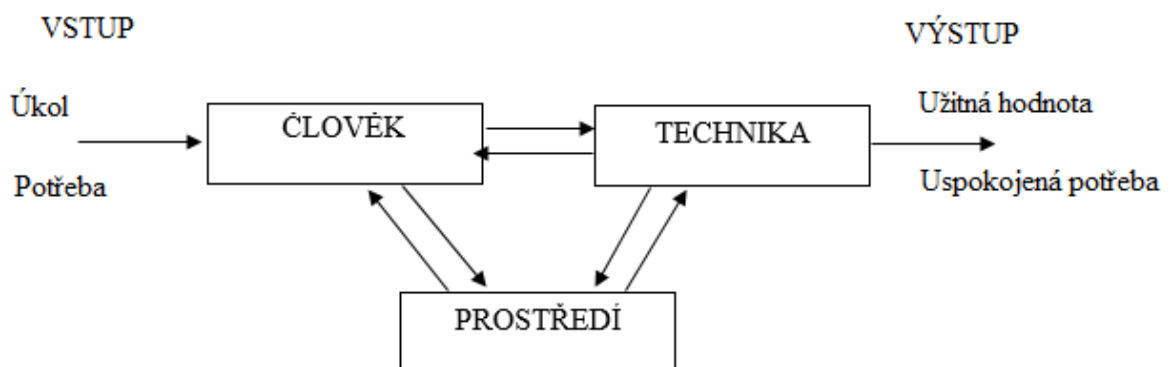 VSTUP
VÝSTUP
Úkol
Užitná hodnota
ČLOVĚK
TECHNIKA
Potřeba
Uspokojená potřeba
PROSTŘEDÍ